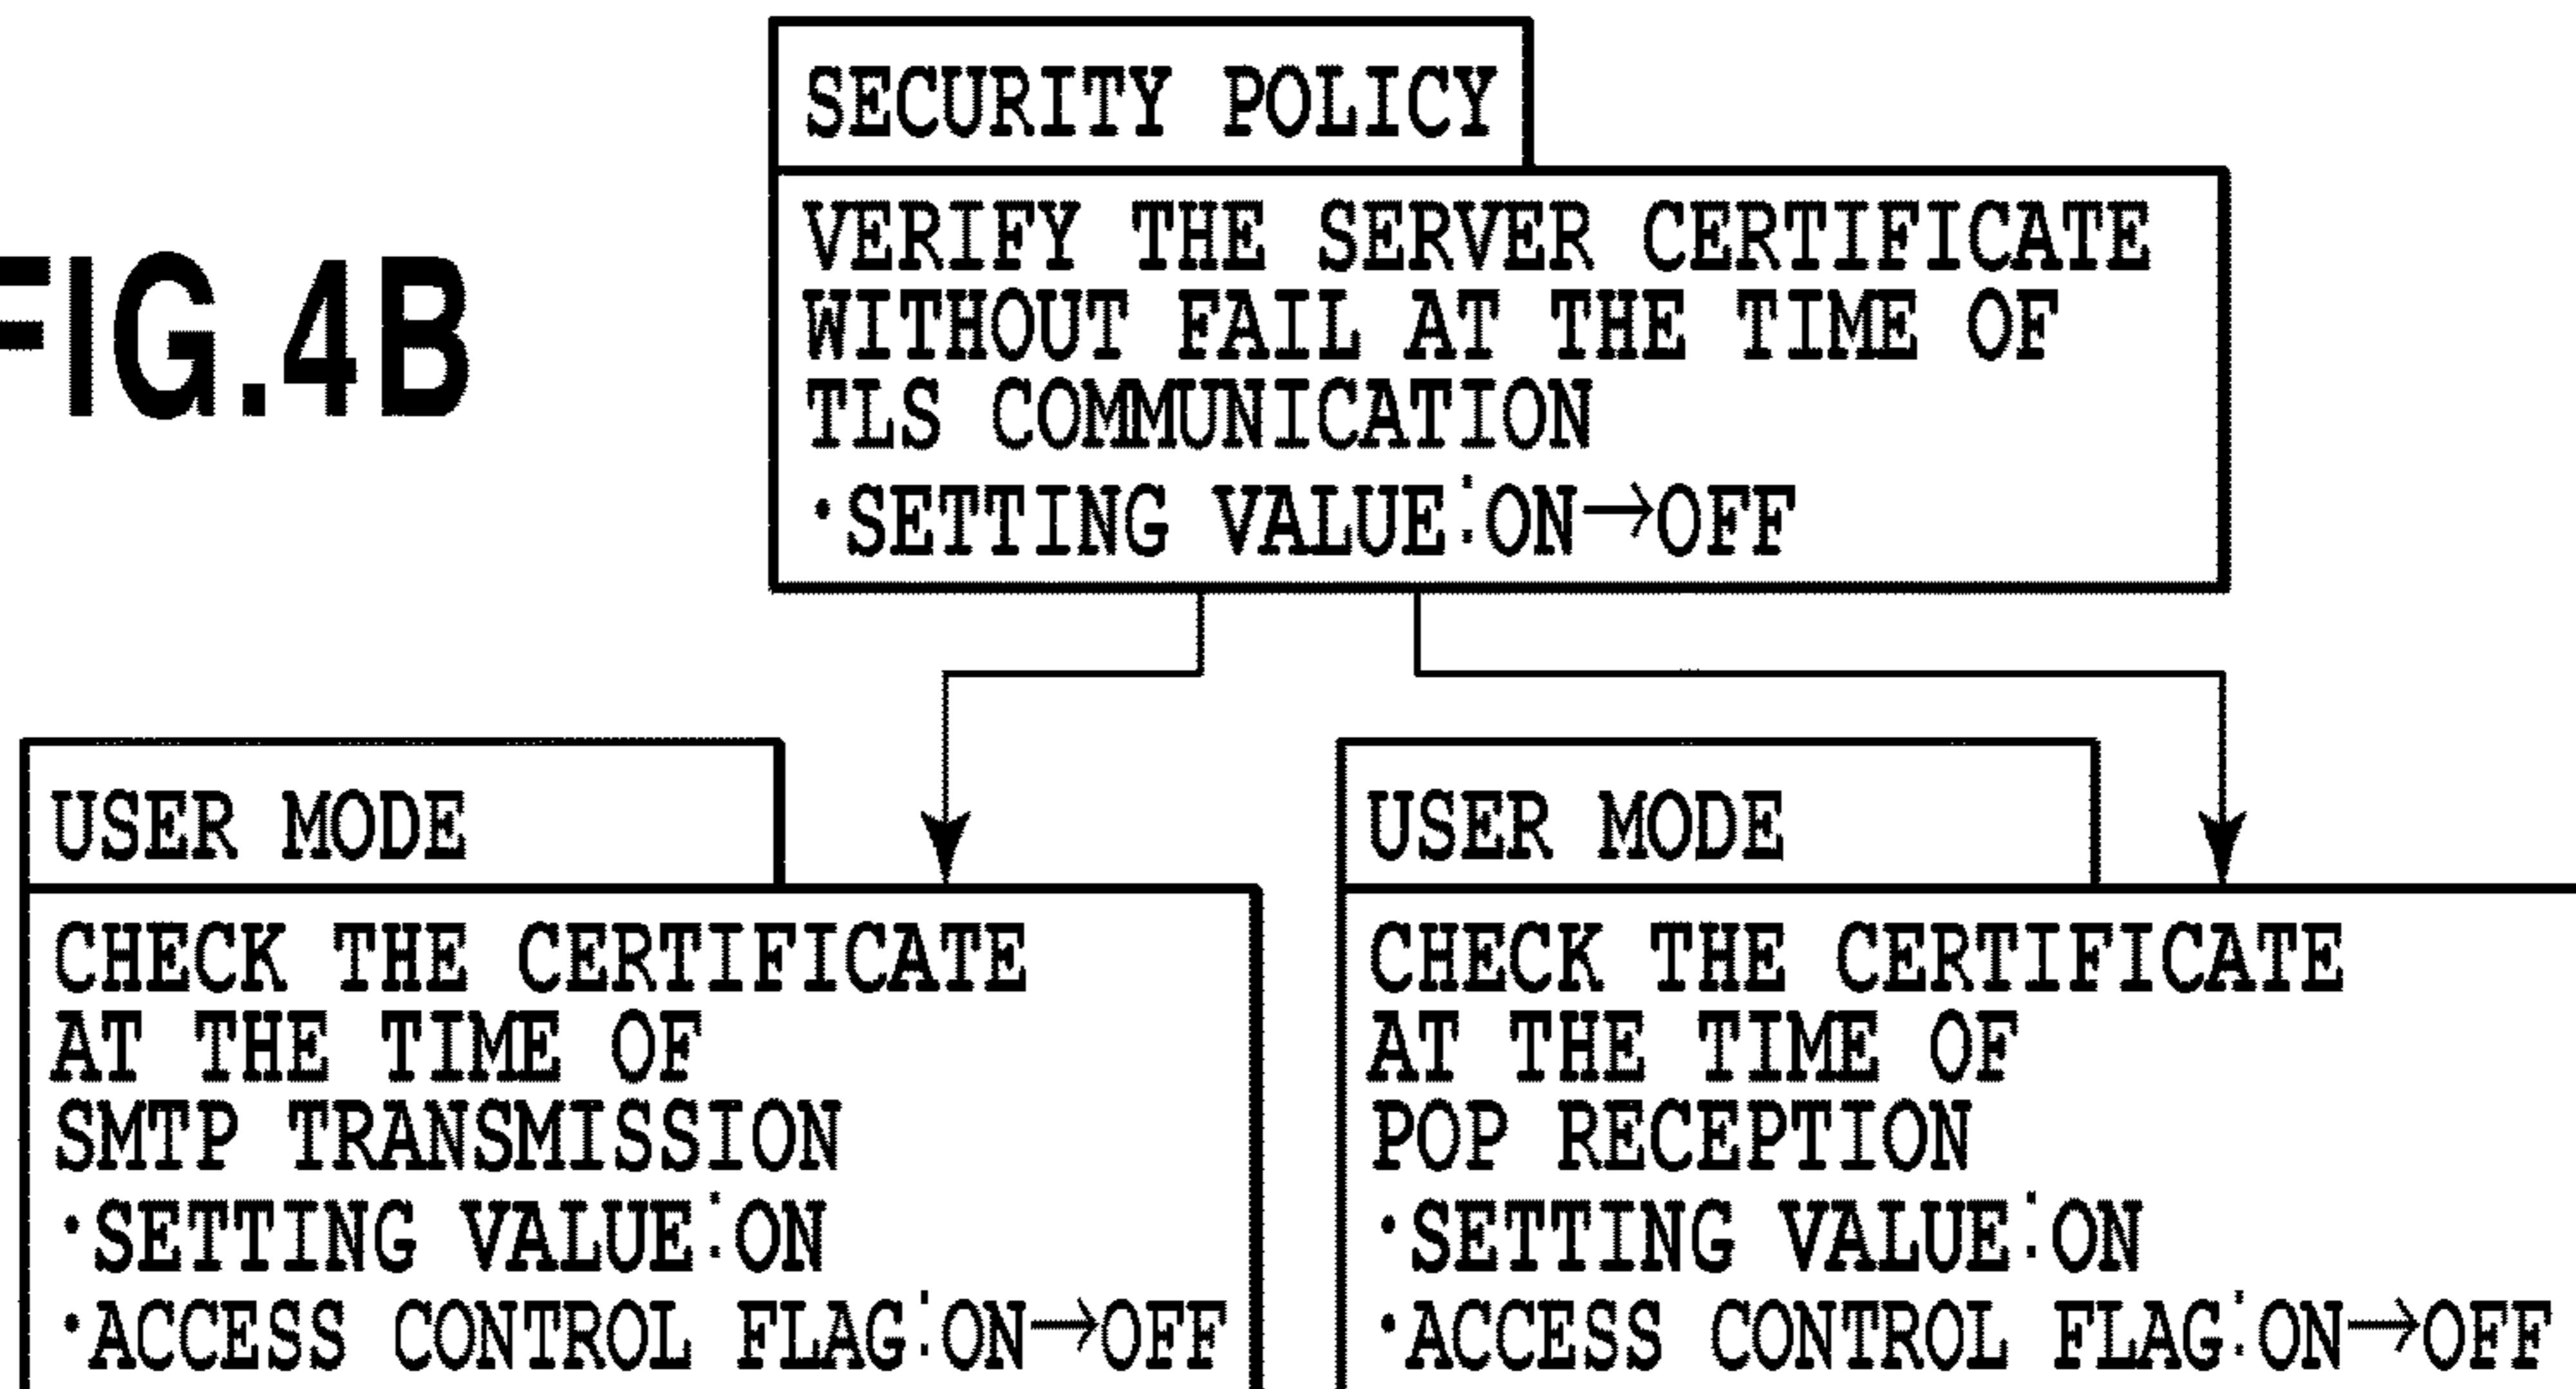 FIG.4B
SECURITY POLICY
VERIFY THE SERVER CERTIFICATE
WITHOUT FAIL AT THE TIME OF
TLS COMMUNICATION
・SETTING VALUE:ON→OFF
USER MODE
CHECK THE CERTIFICATE
AT THE TIME OF
SMTP TRANSMISSION
・SETTING VALUE:ON
・ACCESS CONTROL FLAG:ON→OFF
USER MODE
CHECK THE CERTIFICATE
AT THE TIME OF
POP RECEPTION
・SETTING VALUE:ON
・ACCESS CONTROL FLAG:ON→OFF